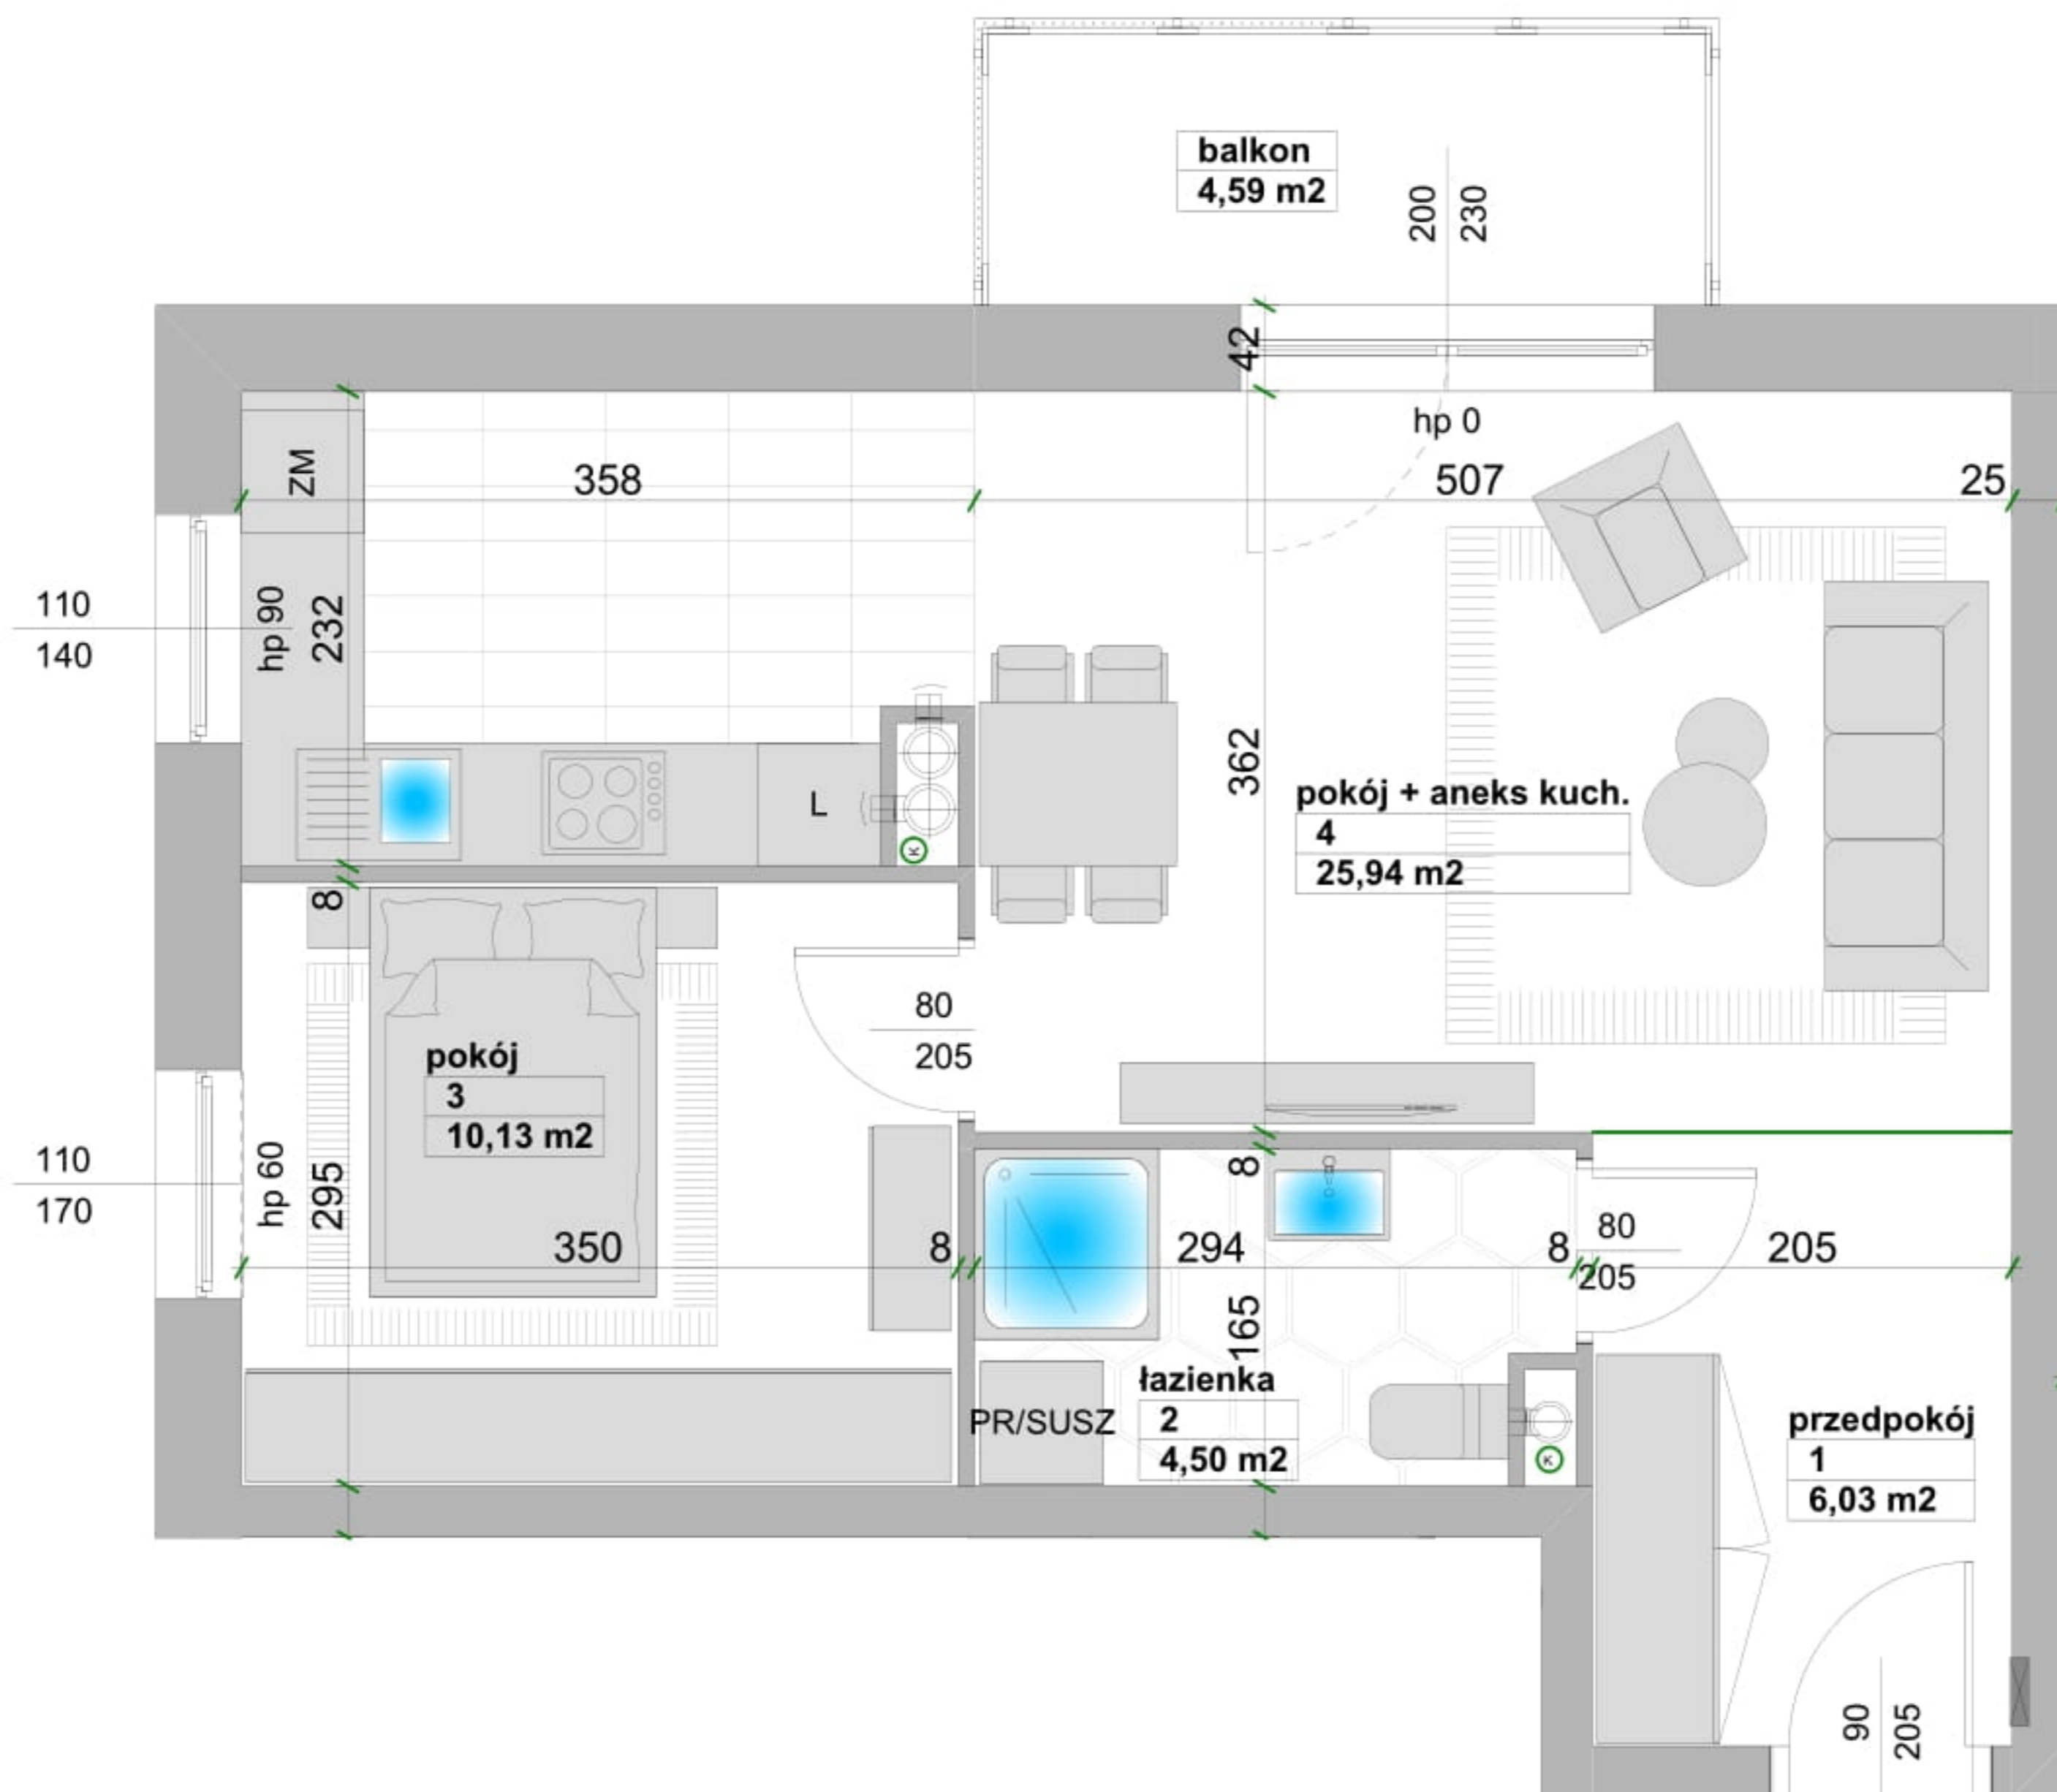 balkon
4,59 m2
200
230
42
hp 0
ZM
358
507
25
110
140
hp 90
232
362
pokój + aneks kuch.
4
25,94 m2
L
K
8
80
205
pokój
3
10,13 m2
110
170
hp 60
295
350
8
8
294
165
8
80
205
205
PR/SUSZ
łazienka
2
4,50 m2
K
przedpokój
1
6,03 m2
90
205